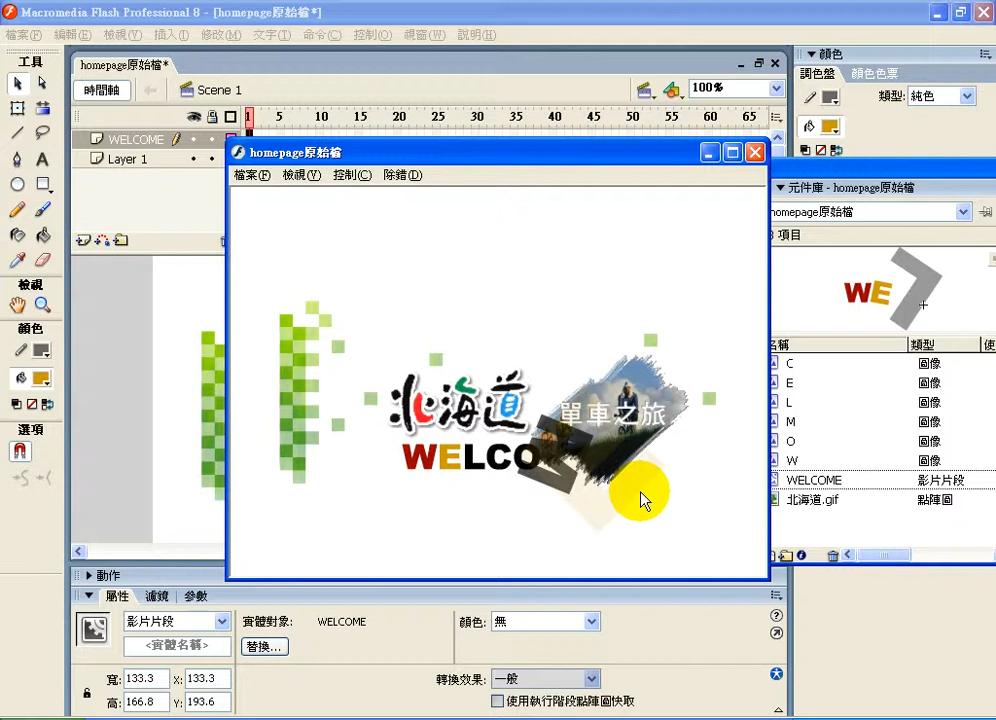 Macromedia Flash Professional 8 - [homepage原始檔*]
檔案(F) 編輯(E) 檢視(V) 插入(I) 修改(M) 文字(T) 命令(C) 控制(O) 視窗(W) 說明(H)
工具
homepage原始檔*
時間軸
Scene 1
100%
1 5 10 15 20 25 30 35 40 45 50 55 60 65
WELCOME
Layer 1
檢視
顏色
選項
homepage原始檔
檔案(F) 檢視(V) 控制(C) 除錯(D)
北海道
單車之旅
WELCO
顏色
調色盤
顏色色票
類型: 純色
元件庫 - homepage原始檔
homepage原始檔
項目
WE
名稱 類型
C 圖像
E 圖像
L 圖像
M 圖像
O 圖像
W 圖像
WELCOME 影片片段
北海道.gif 點陣圖
動作
屬性 濾鏡 參數
影片片段
實體對象: WELCOME
顏色: 無
<實體名稱>
替換...
寬: 133.3 X: 133.3
高: 166.8 Y: 193.6
轉換效果: 一般
使用執行階段點陣圖快取